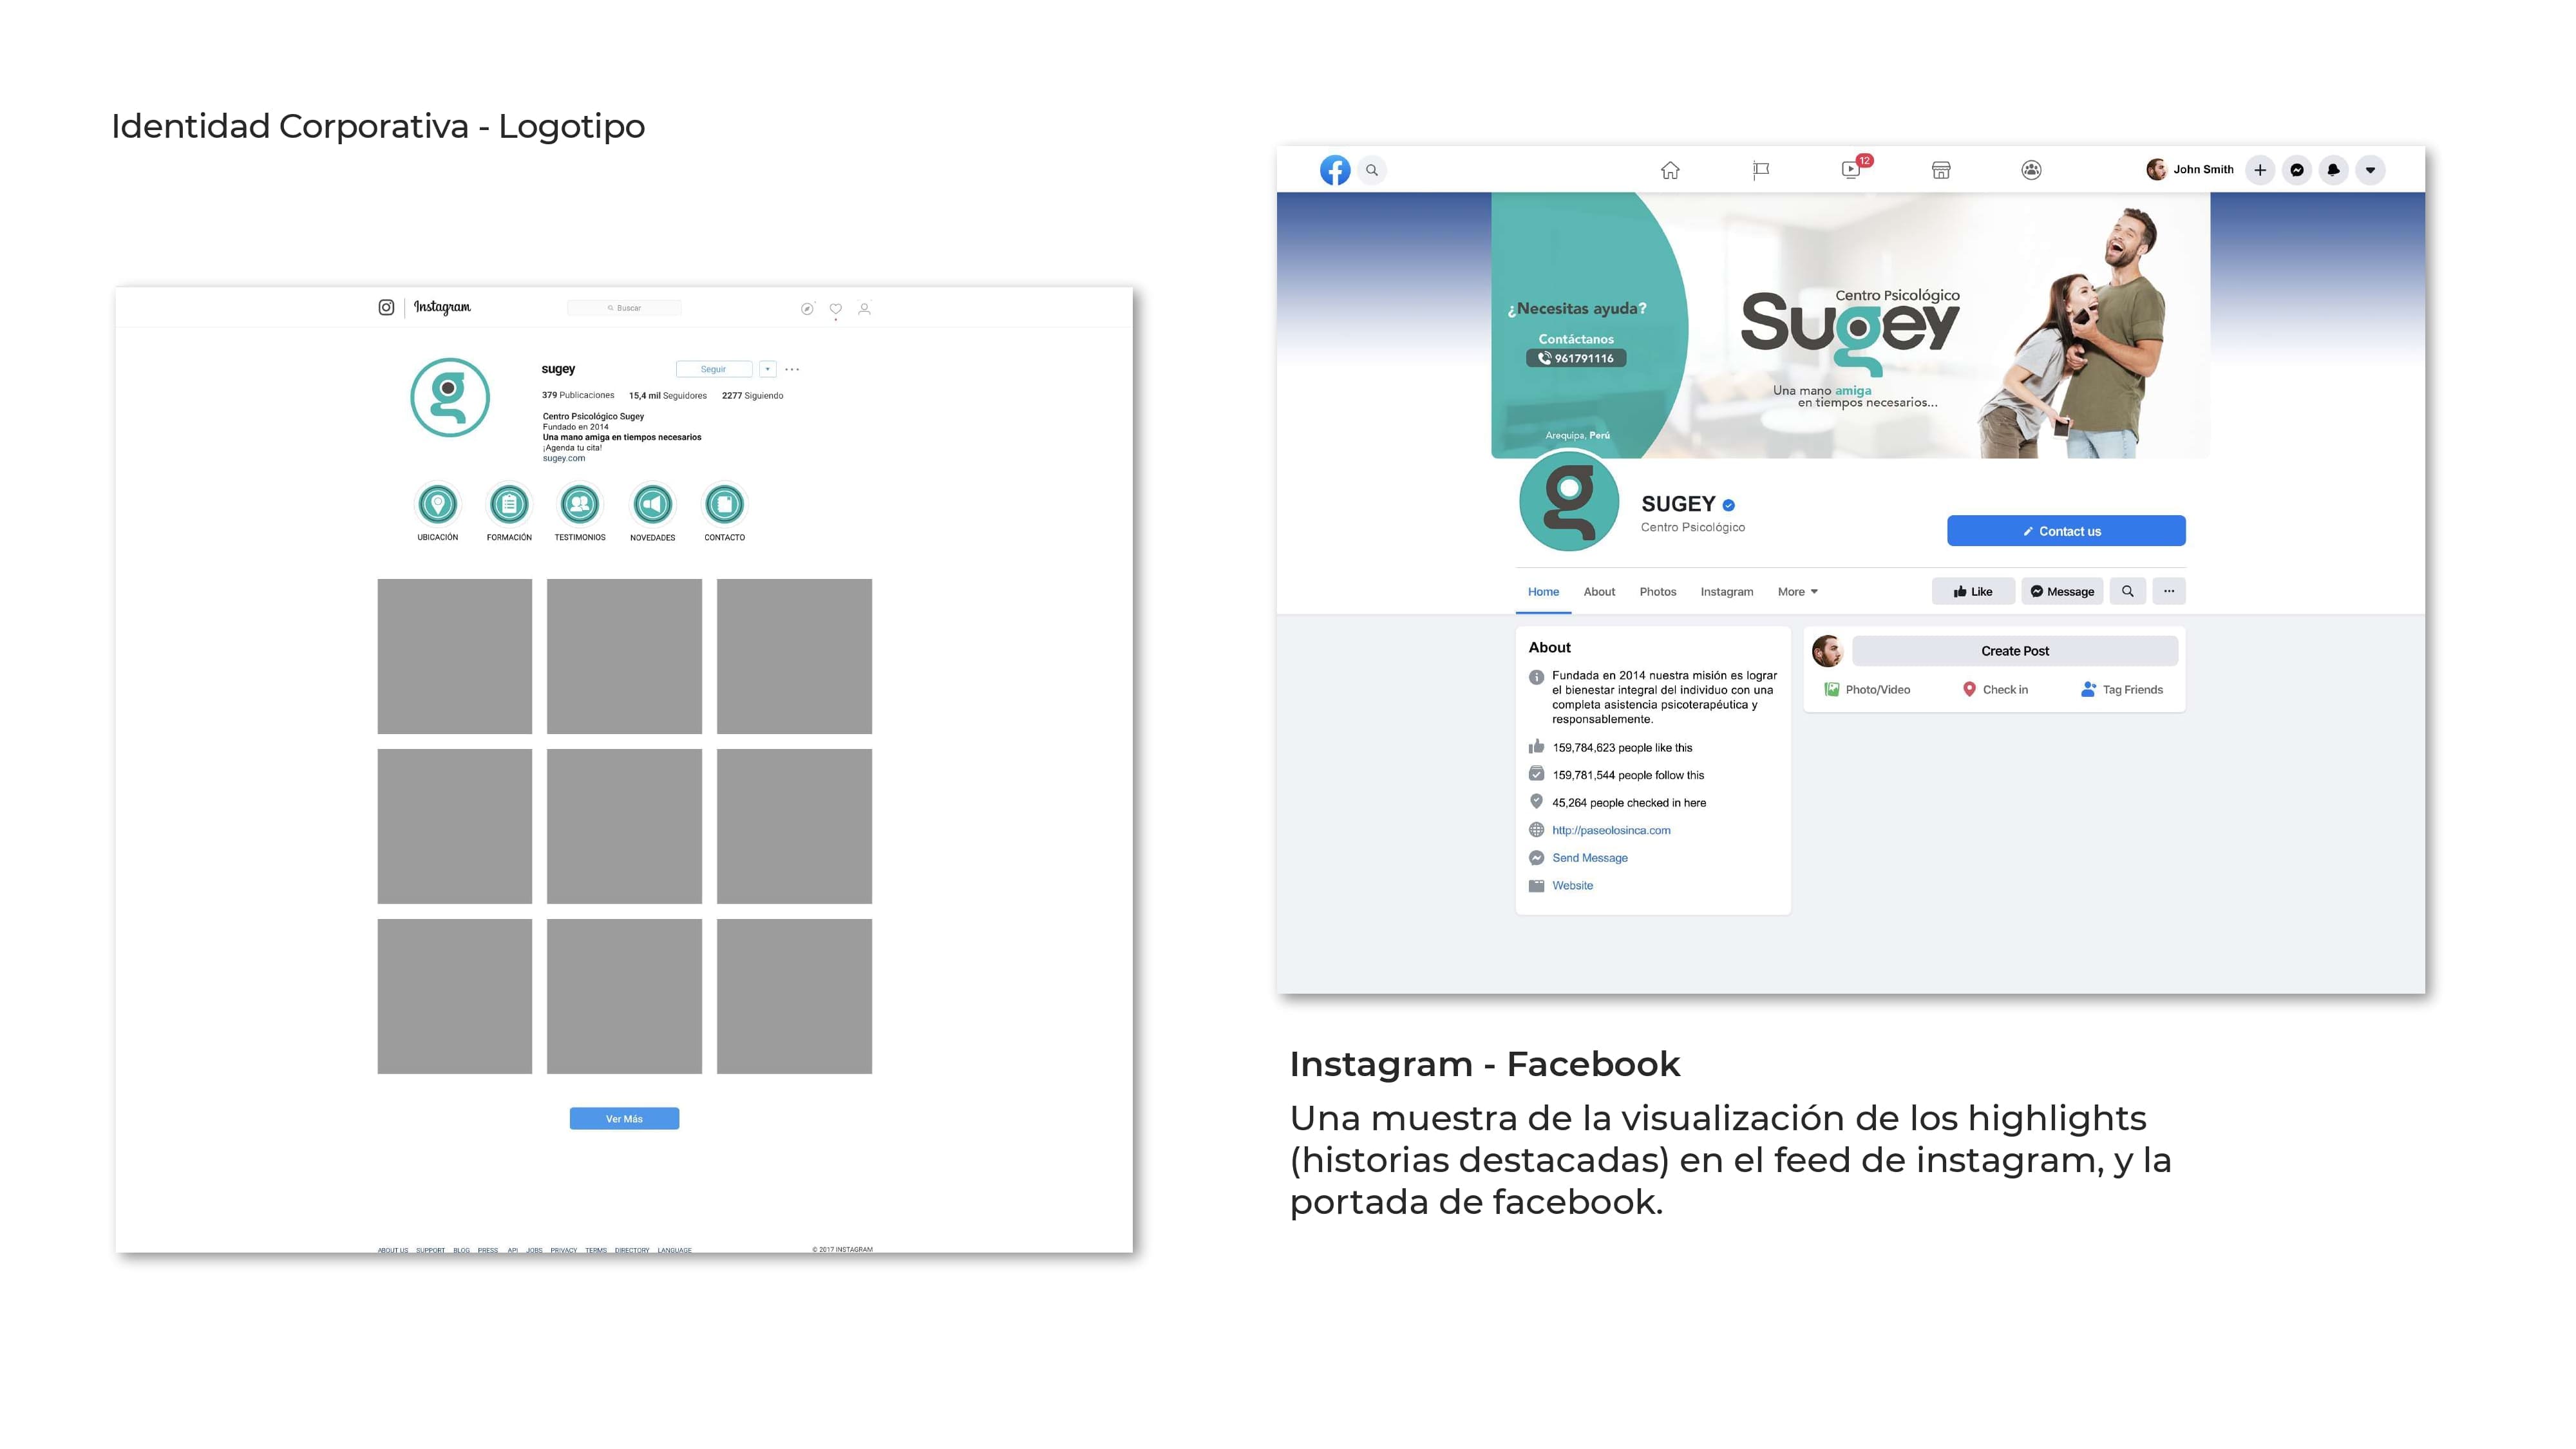 Identidad Corporativa - Logotipo
Instagram
Buscar
sugey
Seguir
379 Publicaciones 15,4 mil Seguidores 2277 Siguiendo
Centro Psicológico Sugey
Fundado en 2014
Una mano amiga en tiempos necesarios
¡Agenda tu cita!
sugey.com
UBICACIÓN FORMACIÓN TESTIMONIOS NOVEDADES CONTACTO
Ver Más
ABOUT US SUPPORT BLOG PRESS API JOBS PRIVACY TERMS DIRECTORY LANGUAGE
© 2017 INSTAGRAM
12
John Smith
¿Necesitas ayuda?
Contáctanos
961791116
Arequipa, Perú
Centro Psicológico
Sugey
Una mano amiga
en tiempos necesarios...
SUGEY
Centro Psicológico
Contact us
Home About Photos Instagram More
Like Message
About
Fundada en 2014 nuestra misión es lograr
el bienestar integral del individuo con una
completa asistencia psicoterapéutica y
responsablemente.
159,784,623 people like this
159,781,544 people follow this
45,264 people checked in here
http://paseolosinca.com
Send Message
Website
Create Post
Photo/Video Check in Tag Friends
Instagram - Facebook
Una muestra de la visualización de los highlights
(historias destacadas) en el feed de instagram, y la
portada de facebook.